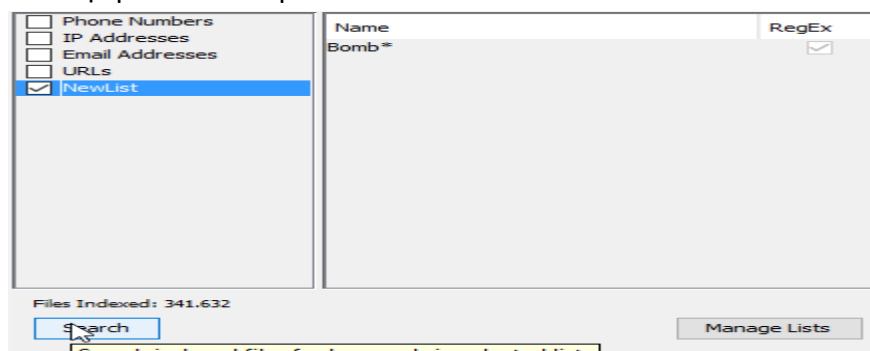 Phone Numbers
IP Addresses
Email Addresses
URLs
NewList
Name RegEx
Bomb*
Files Indexed: 341.632
Search
Manage Lists